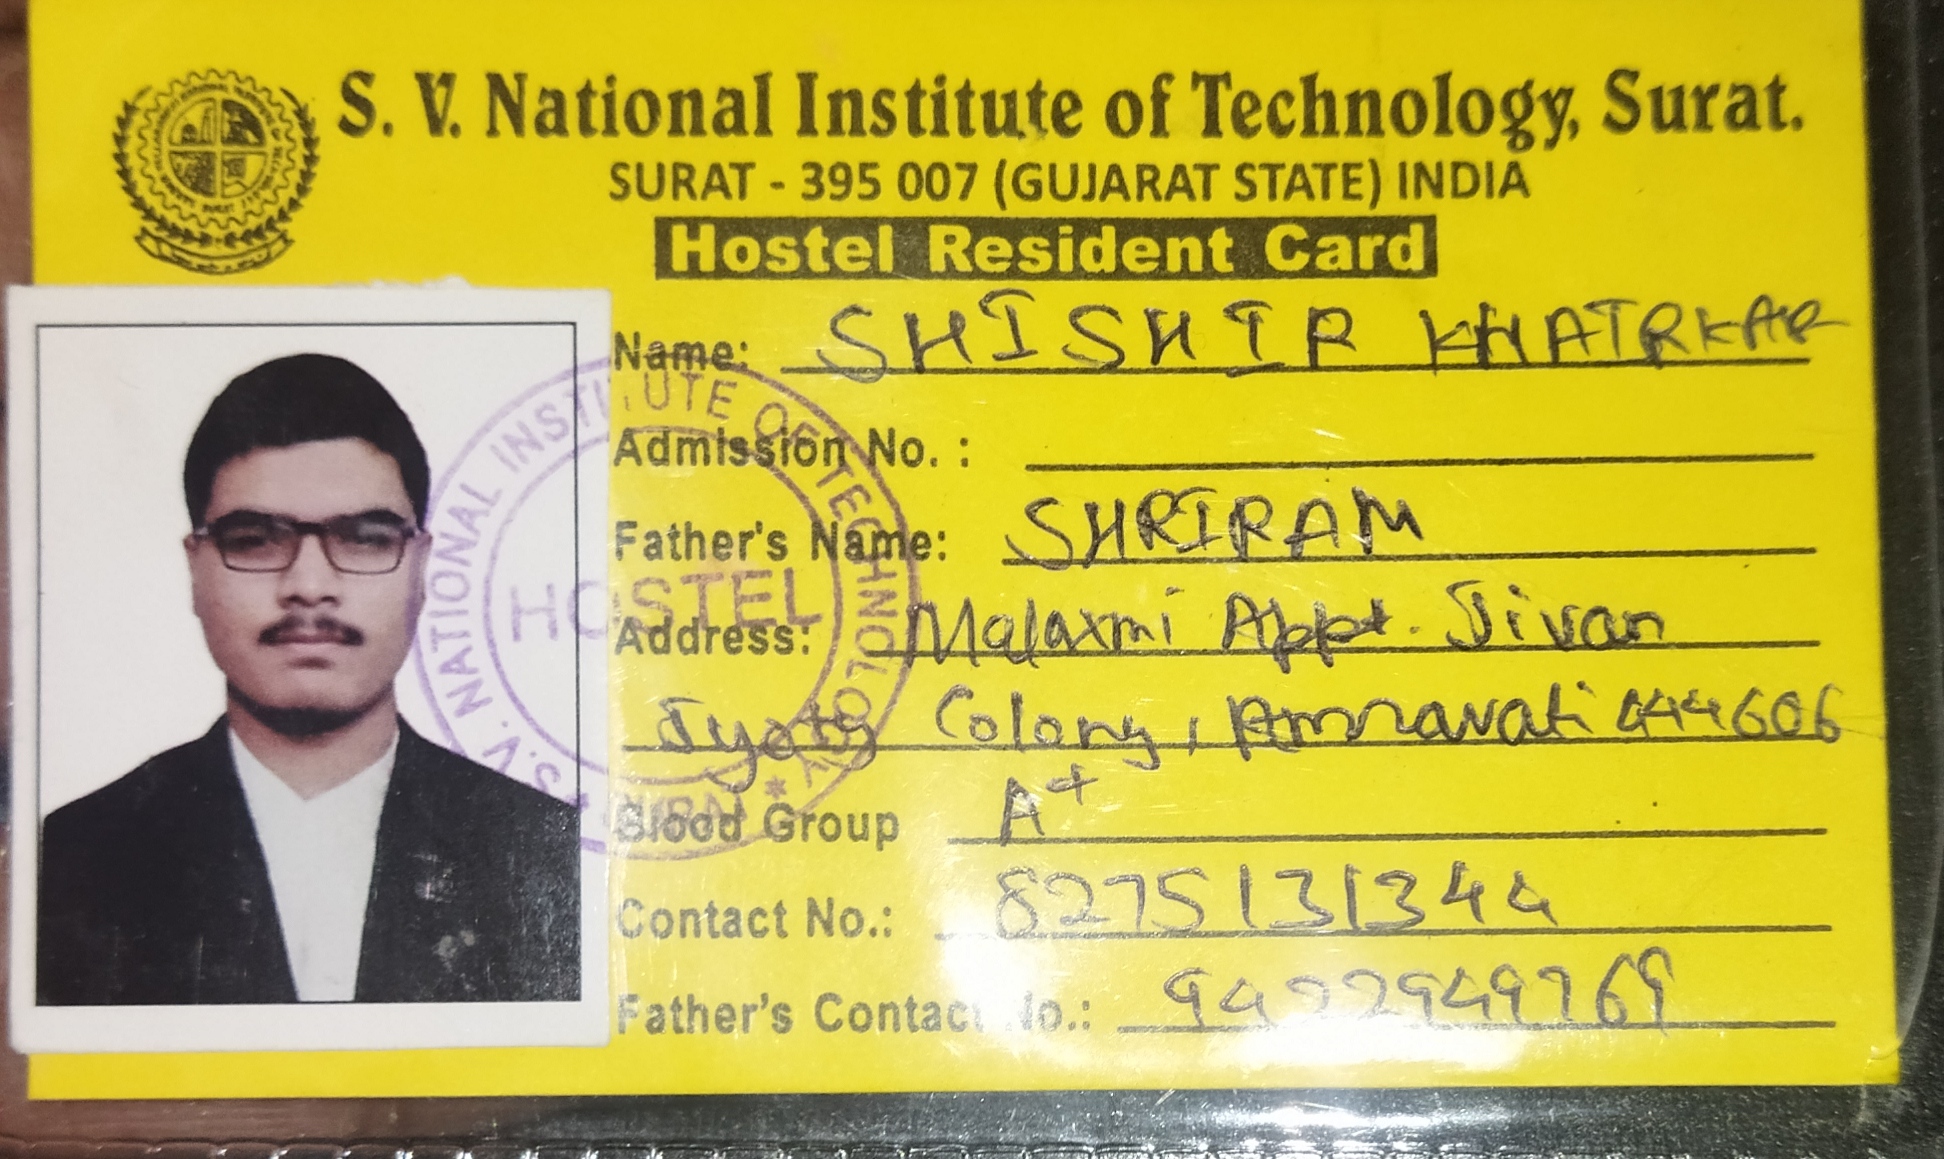 S. V. National Institute of Technology, Surat.
SURAT - 395 007 (GUJARAT STATE) INDIA
Hostel Resident Card
Name: SHISHIR KHATRKAR
Admission No. :
Father's Name: SHRIRAM
Address: Malaxmi Appt. Jivan
Jyoty Colony, Amravati 444606
Blood Group A+
Contact No.: 8275131344
Father's Contact No.: 9422949769
S.V. NATIONAL INSTITUTE OF TECHNOLOGY
HOSTEL